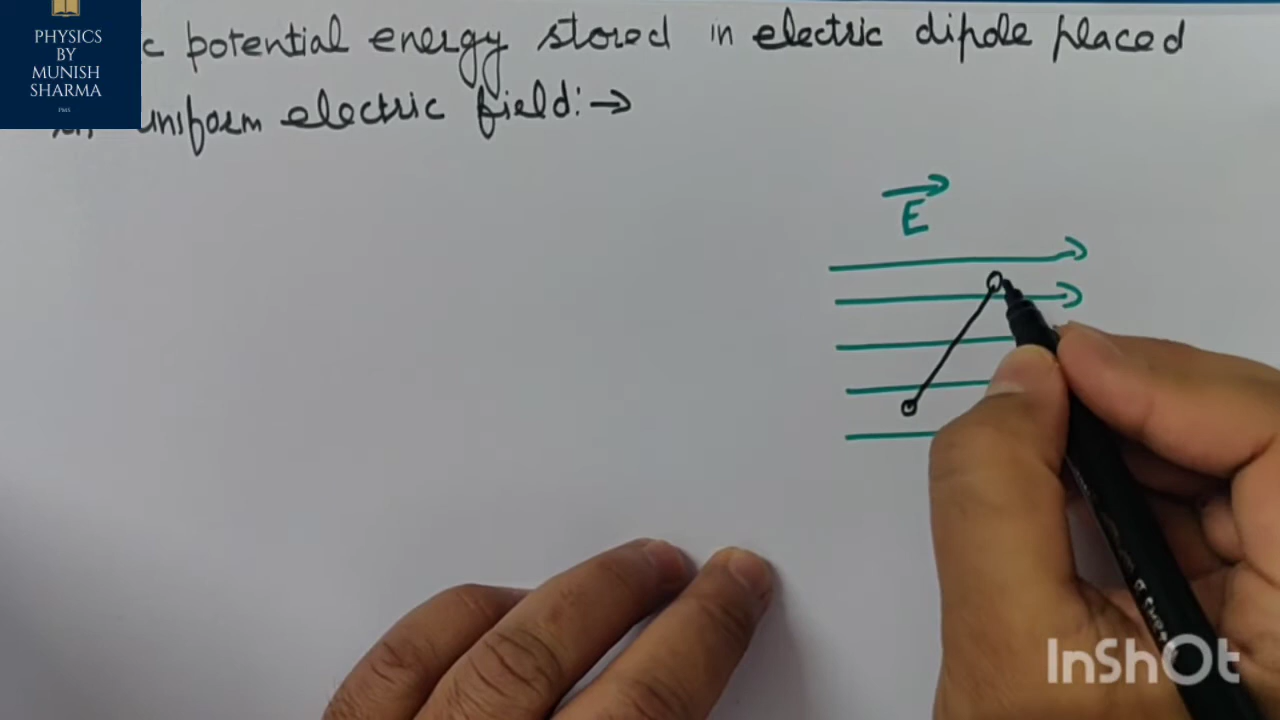 PHYSICS
BY
MUNISH
SHARMA
c potential energy stored in electric dipole placed
uniform electric field:→
E
InShOt